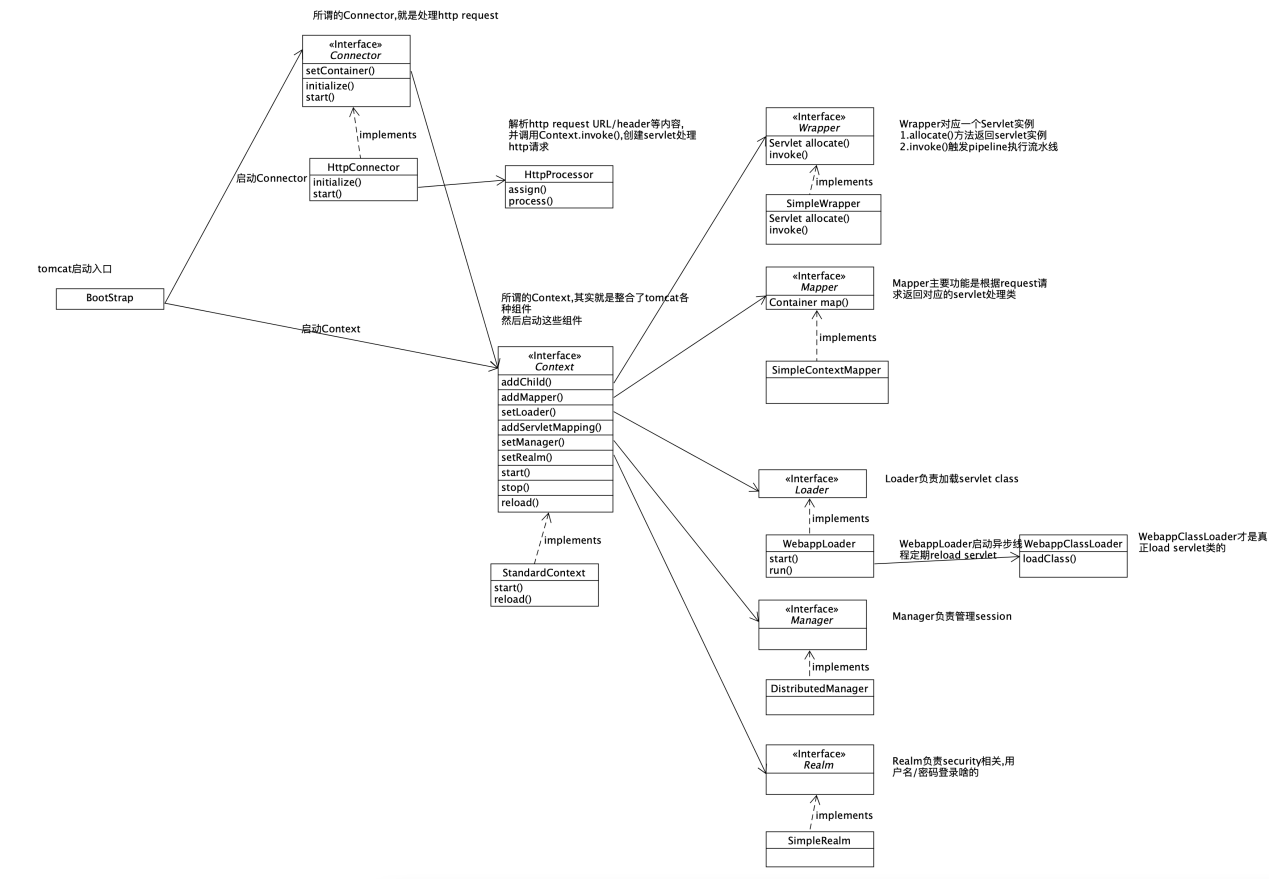 所谓的Connector,就是处理http request
«Interface»
Connector
setContainer()
initialize()
start()
implements
HttpConnector
initialize()
start()
启动Connector
解析http request URL/header等内容,
并调用Context.invoke(),创建servlet处理
http请求
HttpProcessor
assign()
process()
tomcat启动入口
BootStrap
启动Context
所谓的Context,其实就是整合了tomcat各
种组件
然后启动这些组件
«Interface»
Context
addChild()
addMapper()
setLoader()
addServletMapping()
setManager()
setRealm()
start()
stop()
reload()
implements
StandardContext
start()
reload()
«Interface»
Wrapper
Servlet allocate()
invoke()
Wrapper对应一个Servlet实例
1.allocate()方法返回servlet实例
2.invoke()触发pipeline执行流水线
implements
SimpleWrapper
Servlet allocate()
invoke()
«Interface»
Mapper
Container map()
Mapper主要功能是根据request请
求返回对应的servlet处理类
implements
SimpleContextMapper
«Interface»
Loader
Loader负责加载servlet class
implements
WebappLoader
start()
run()
WebappLoader启动异步线
程定期reload servlet
WebappClassLoader
loadClass()
WebappClassLoader才是真
正load servlet类的
«Interface»
Manager
Manager负责管理session
implements
DistributedManager
«Interface»
Realm
Realm负责security相关,用
户名/密码登录啥的
implements
SimpleRealm